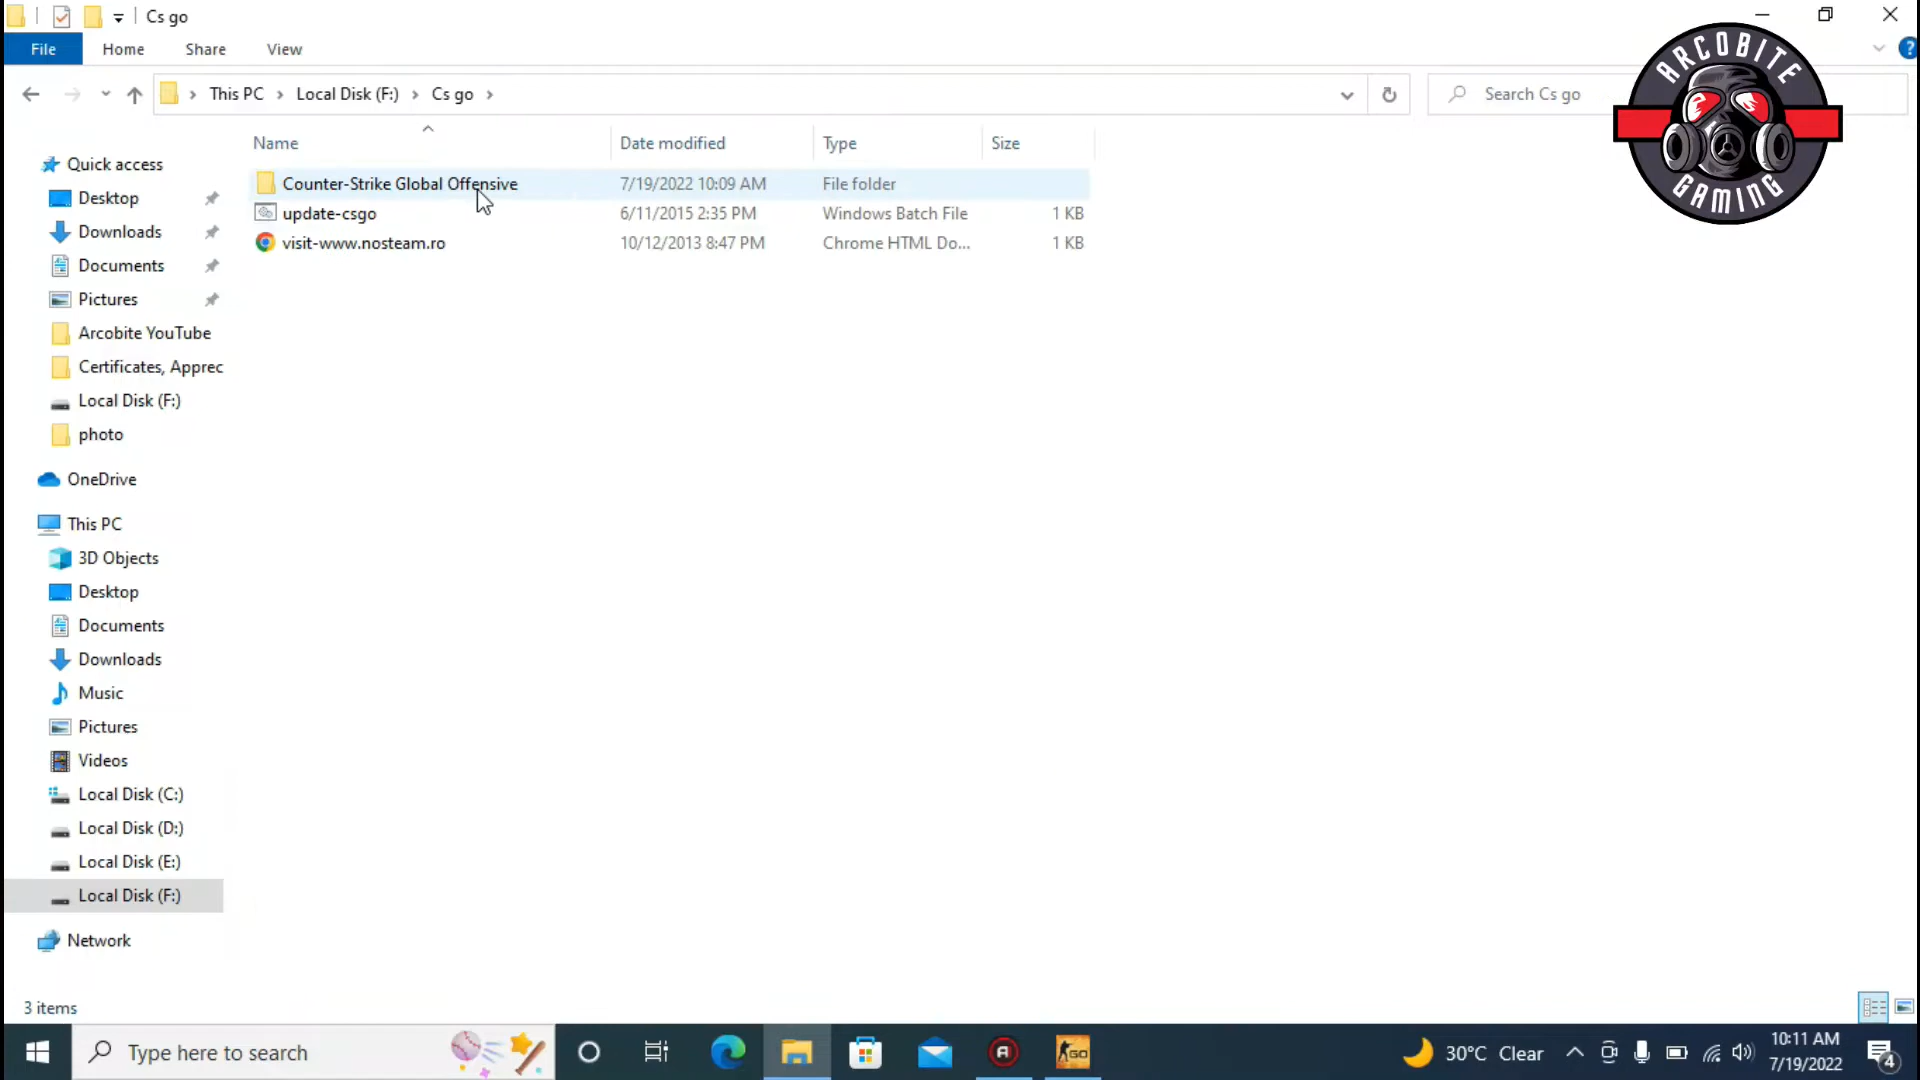 Cs go
File Home Share View
This PC Local Disk (F:) Cs go
Search Cs go
ARCOBITE
GAMING
Name Date modified Type Size
Counter-Strike Global Offensive 7/19/2022 10:09 AM File folder
update-csgo 6/11/2015 2:35 PM Windows Batch File 1 KB
visit-www.nosteam.ro 10/12/2013 8:47 PM Chrome HTML Do... 1 KB
Quick access
Desktop
Downloads
Documents
Pictures
Arcobite YouTube
Certificates, Apprec
Local Disk (F:)
photo
OneDrive
This PC
3D Objects
Desktop
Documents
Downloads
Music
Pictures
Videos
Local Disk (C:)
Local Disk (D:)
Local Disk (E:)
Local Disk (F:)
Network
3 items
Type here to search
GO
30°C Clear
10:11 AM
7/19/2022
4